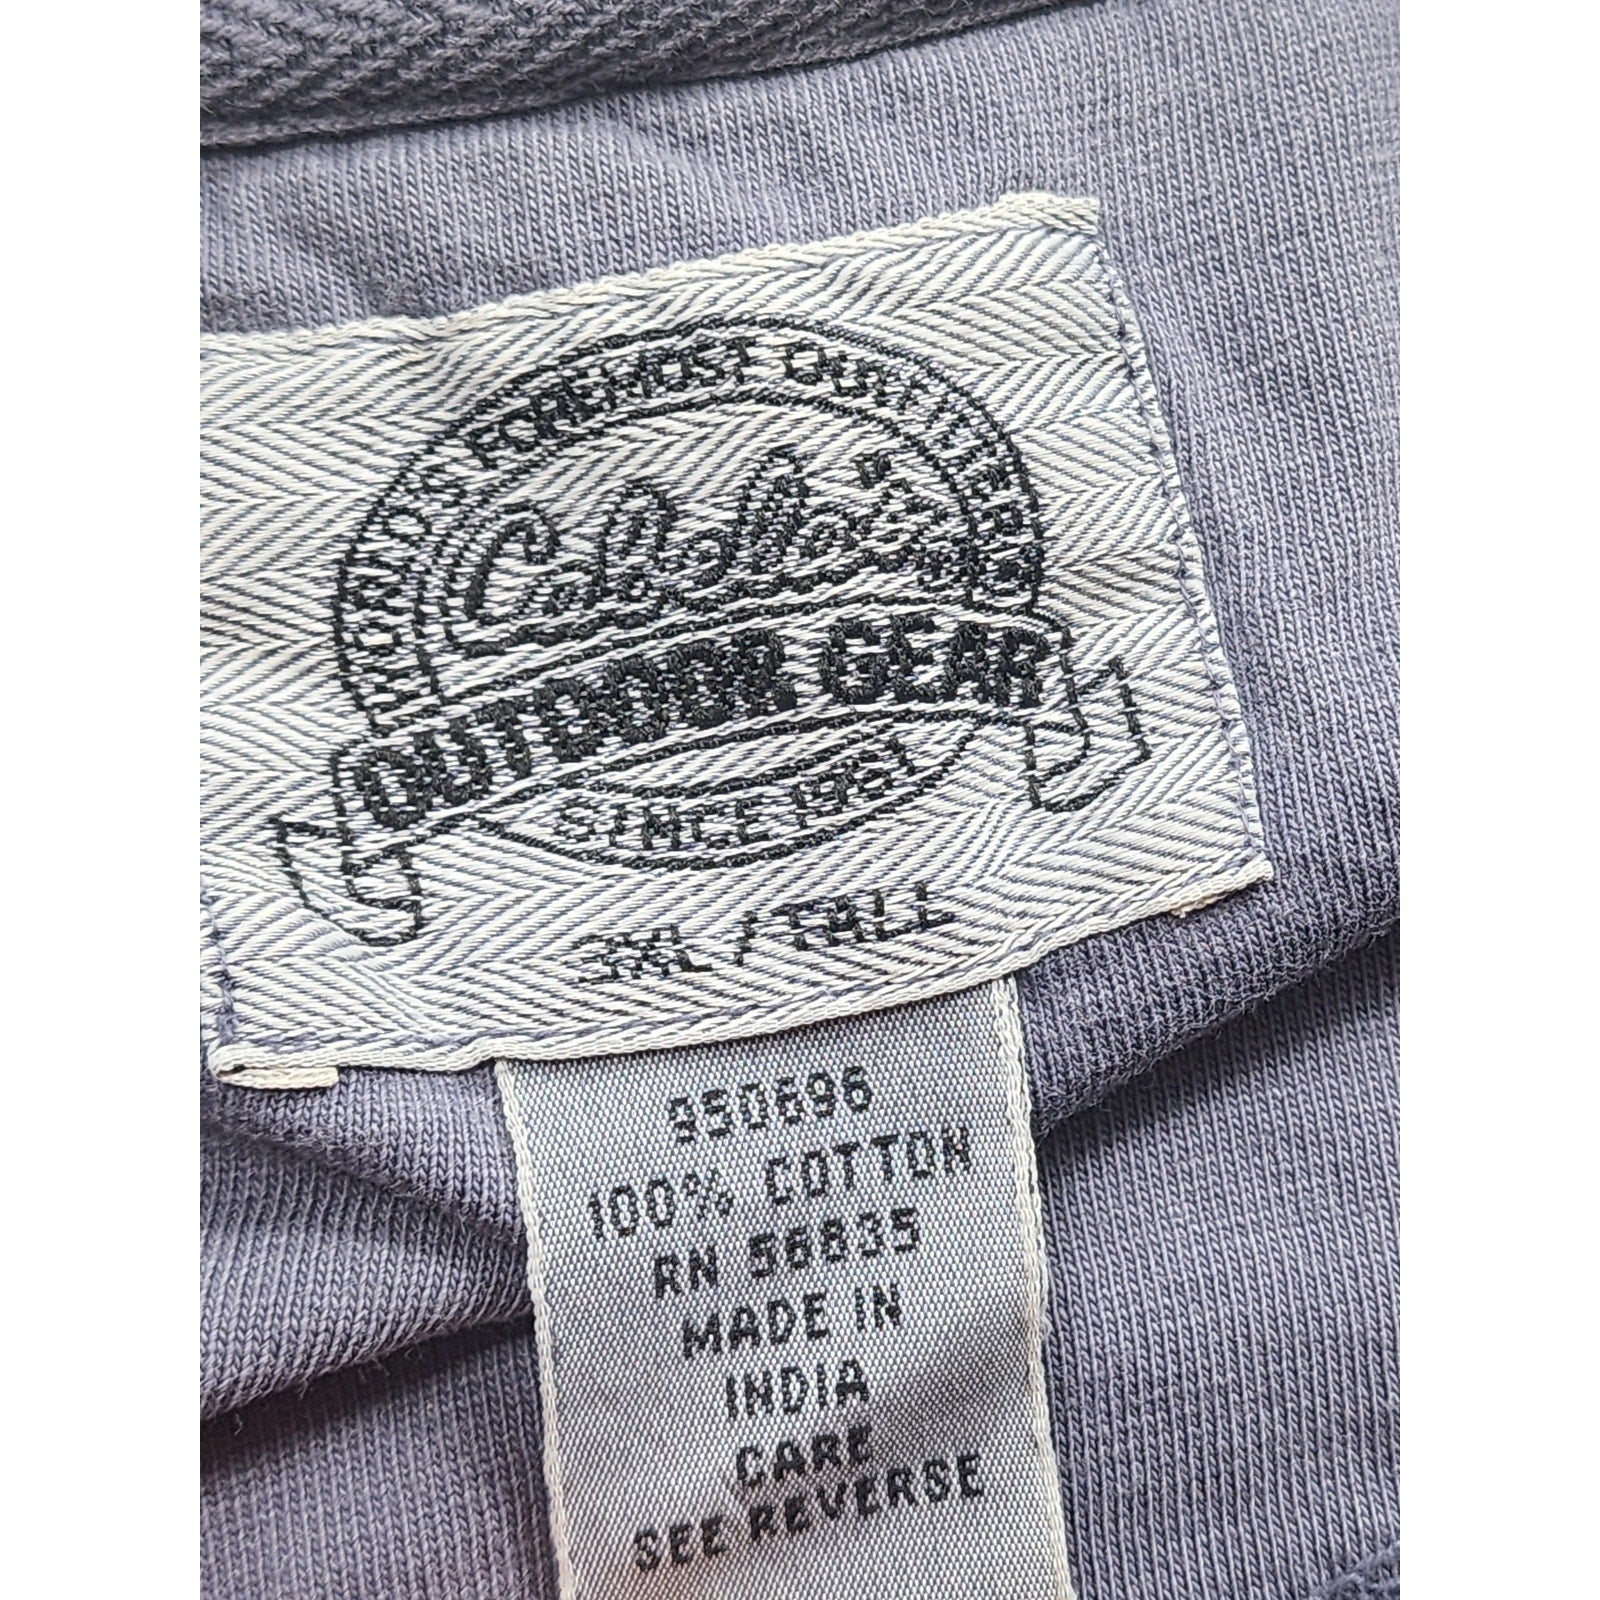 WORLD'S FOREMOST OUTFITTER
Cabela's
OUTDOOR GEAR
SINCE 1961
3XL / TALL
950696
100% COTTON
RN 56835
MADE IN
INDIA
CARE
SEE REVERSE